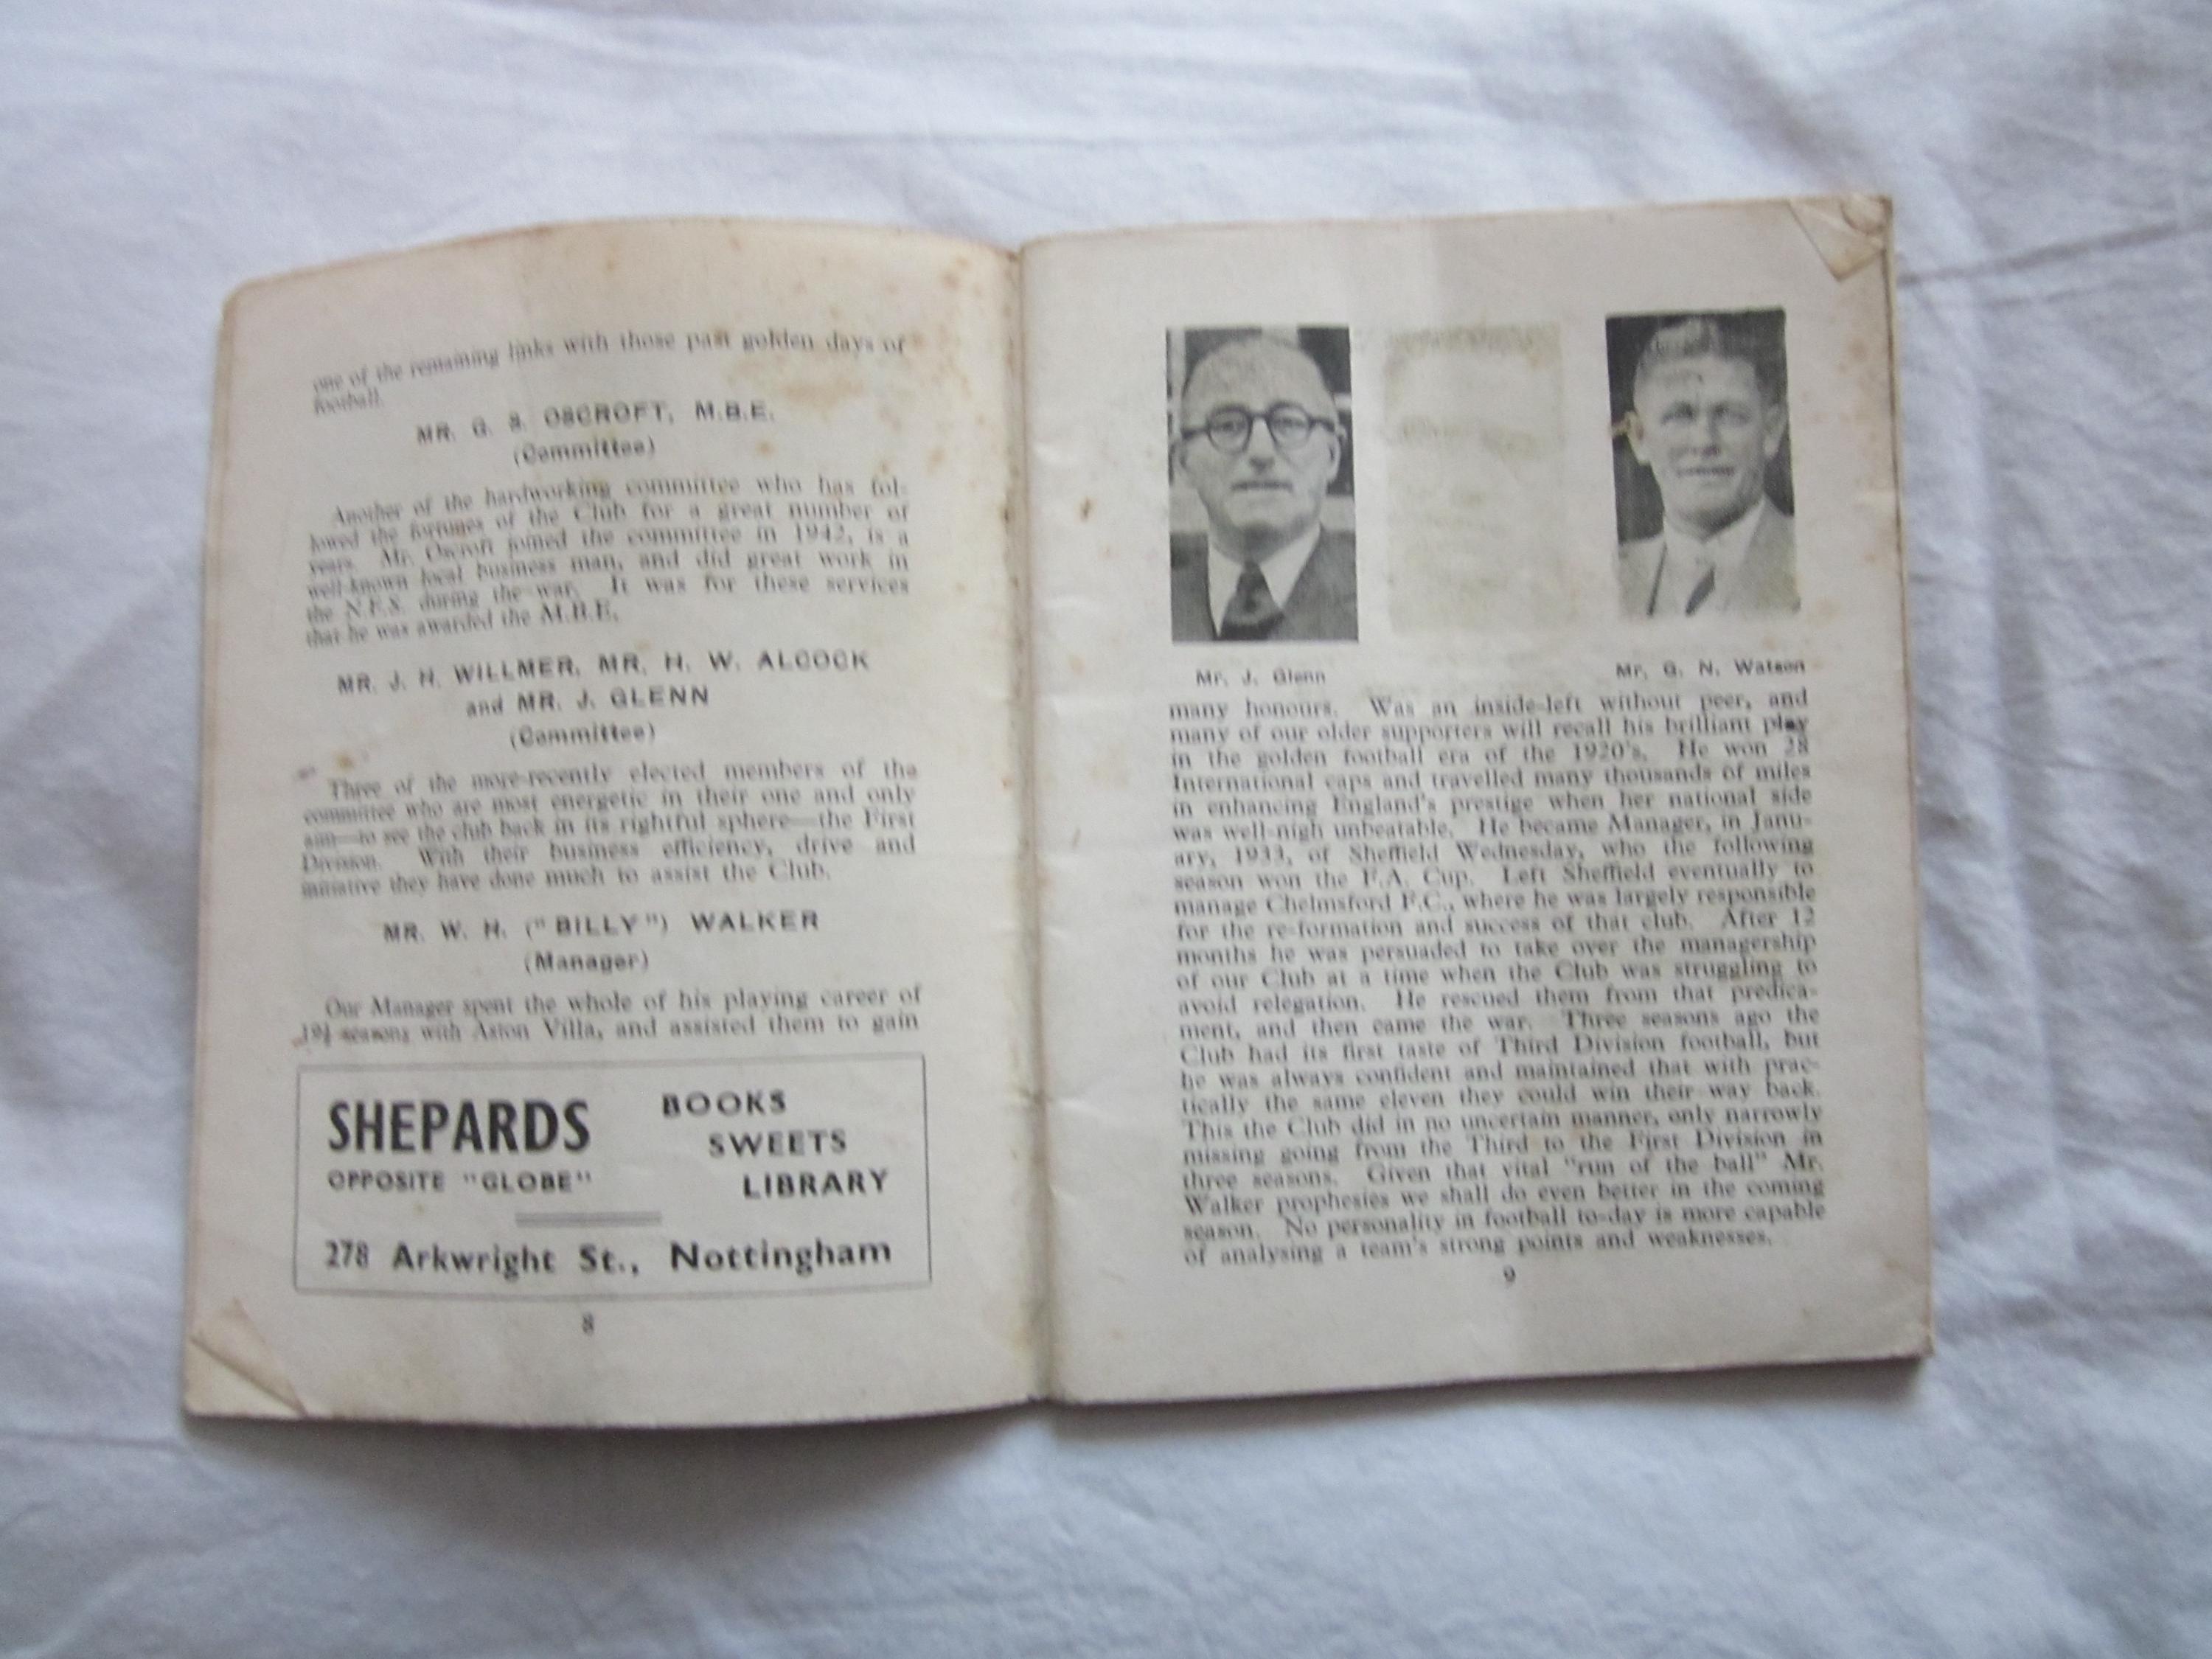 one of the remaining links with those past golden days of
football.
MR. G. S. OSCROFT, M.B.E.
(Committee)
Another of the hardworking committee who has fol-
lowed the fortunes of the Club for a great number of
years. Mr. Oscroft joined the committee in 1942, is a
well-known local business man, and did great work in
the N.F.S. during the war. It was for these services
that he was awarded the M.B.E.
MR. J. H. WILLMER, MR. H. W. ALCOCK
and MR. J. GLENN
(Committee)
Three of the more-recently elected members of the
committee who are most energetic in their one and only
aim—to see the club back in its rightful sphere—the First
Division. With their business efficiency, drive and
initiative they have done much to assist the Club.
MR. W. H. ("BILLY") WALKER
(Manager)
Our Manager spent the whole of his playing career of
seasons with Aston Villa, and assisted them to gain
SHEPARDS BOOKS
SWEETS
OPPOSITE "GLOBE" LIBRARY
278 Arkwright St., Nottingham
8
Mr. J. Glenn Mr. G. N. Watson
many honours. Was an inside-left without peer, and
many of our older supporters will recall his brilliant play
in the golden football era of the 1920's. He won 28
International caps and travelled many thousands of miles
in enhancing England's prestige when her national side
was well-nigh unbeatable. He became Manager, in Janu-
ary, 1933, of Sheffield Wednesday, who the following
season won the F.A. Cup. Left Sheffield eventually to
manage Chelmsford F.C., where he was largely responsible
for the re-formation and success of that club. After 12
months he was persuaded to take over the managership
of our Club at a time when the Club was struggling to
avoid relegation. He rescued them from that predica-
ment, and then came the war. Three seasons ago the
Club had its first taste of Third Division football, but
he was always confident and maintained that with prac-
tically the same eleven they could win their way back.
This the Club did in no uncertain manner, only narrowly
missing going from the Third to the First Division in
three seasons. Given that vital "run of the ball" Mr.
Walker prophesies we shall do even better in the coming
season. No personality in football to-day is more capable
of analysing a team's strong points and weaknesses.
9